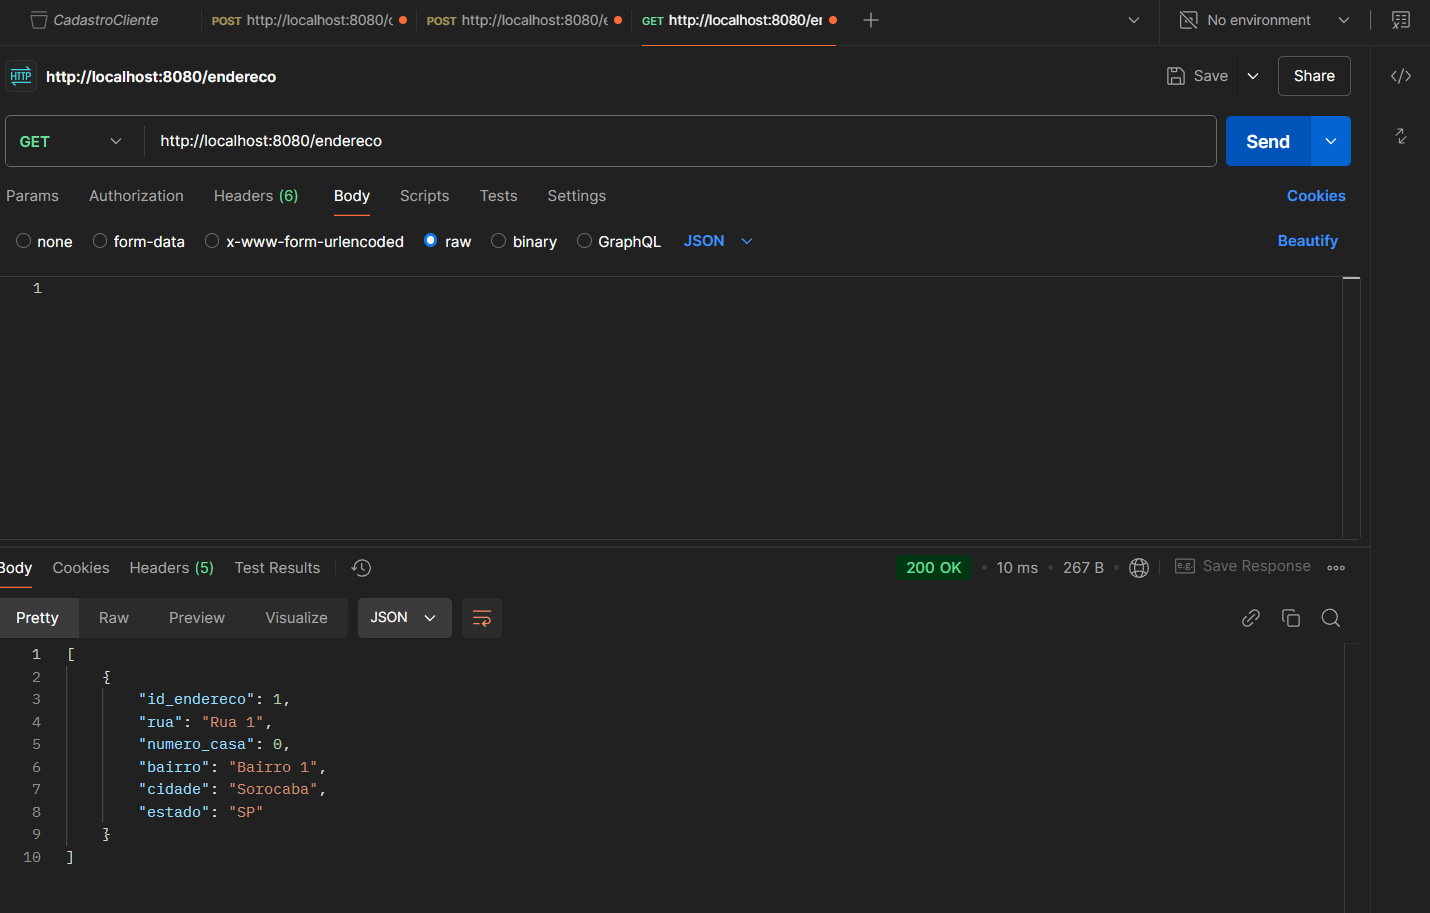 CadastroCliente
POST http://localhost:8080/
POST http://localhost:8080/e
GET http://localhost:8080/er
No environment
HTTP
http://localhost:8080/endereco
Save
Share
GET
http://localhost:8080/endereco
Send
Params Authorization Headers (6) Body Scripts Tests Settings
Cookies
none form-data x-www-form-urlencoded raw binary GraphQL JSON
Beautify
1
Body Cookies Headers (5) Test Results
200 OK • 10 ms • 267 B •
e.g. Save Response
Pretty Raw Preview Visualize JSON
1 [
2 {
3 "id_endereco": 1,
4 "rua": "Rua 1",
5 "numero_casa": 0,
6 "bairro": "Bairro 1",
7 "cidade": "Sorocaba",
8 "estado": "SP"
9 }
10 ]